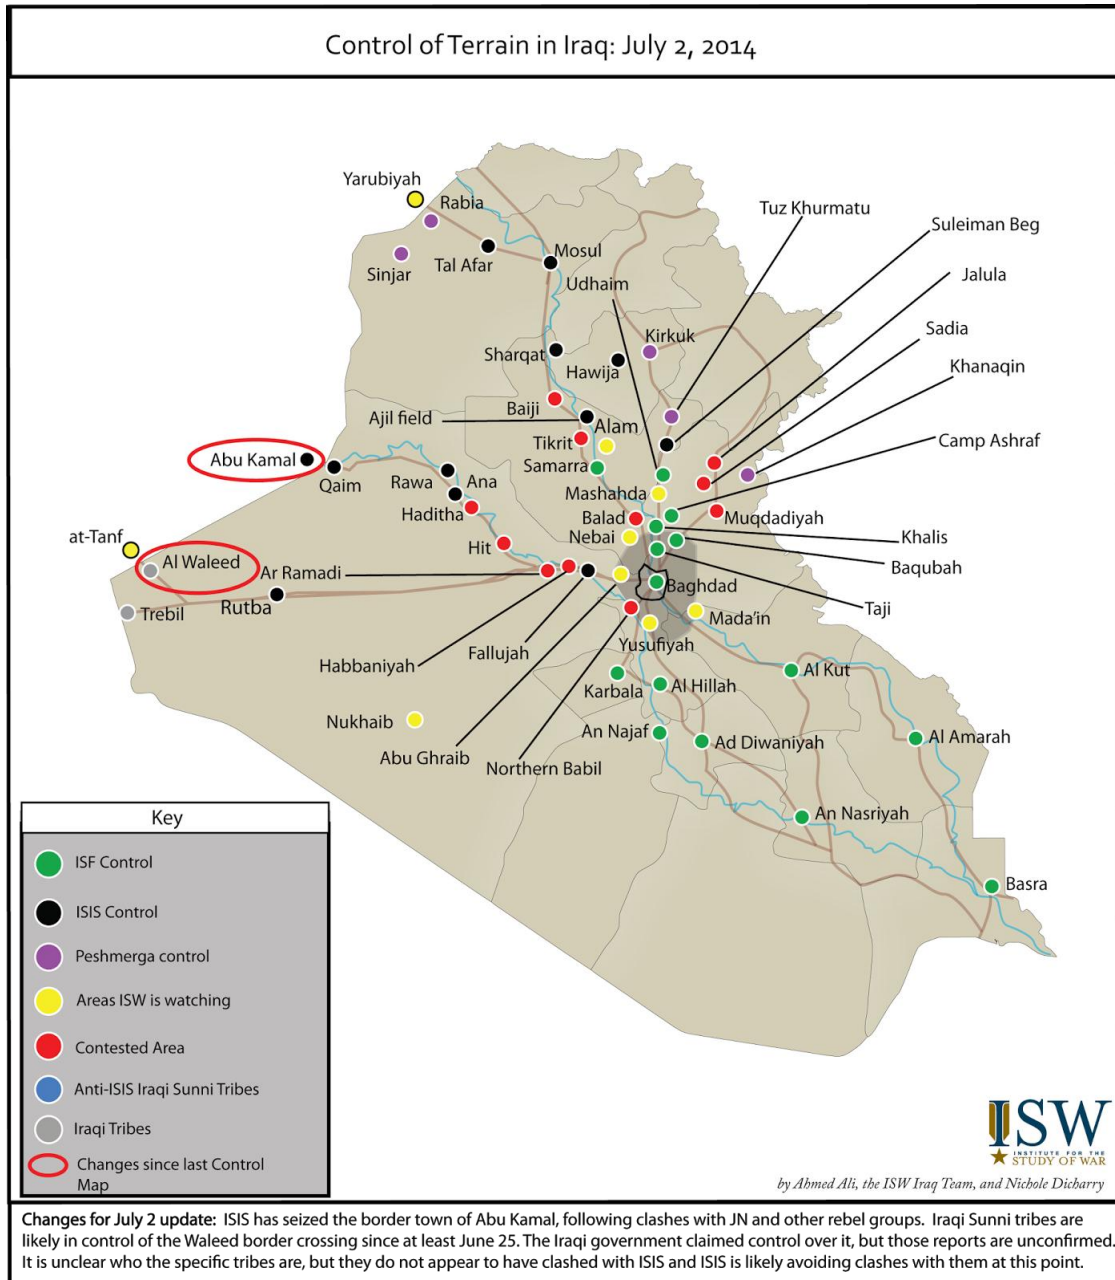 Control of Terrain in Iraq: July 2, 2014
Yarubiyah
Rabia
Tuz Khurmatu
Suleiman Beg
Sinjar
Tal Afar
Mosul
Udhaim
Jalula
Sadia
Sharqat
Hawija
Kirkuk
Khanaqin
Baiji
Ajil field
Alam
Tikrit
Camp Ashraf
Abu Kamal
Qaim
Rawa
Ana
Samarra
Mashahda
Haditha
Balad
Muqdadiyah
Nebai
Khalis
at-Tanf
Al Waleed
Hit
Baqubah
Ar Ramadi
Baghdad
Trebil
Rutba
Taji
Mada'in
Habbaniyah
Fallujah
Yusufiyah
Karbala
Al Hillah
Al Kut
Nukhaib
Abu Ghraib
Northern Babil
An Najaf
Ad Diwaniyah
Al Amarah
An Nasriyah
Basra
Key
ISF Control
ISIS Control
Peshmerga control
Areas ISW is watching
Contested Area
Anti-ISIS Iraqi Sunni Tribes
Iraqi Tribes
Changes since last Control
Map
ISW
INSTITUTE FOR THE
STUDY OF WAR
by Ahmed Ali, the ISW Iraq Team, and Nichole Dicharry
Changes for July 2 update: ISIS has seized the border town of Abu Kamal, following clashes with JN and other rebel groups. Iraqi Sunni tribes are
likely in control of the Waleed border crossing since at least June 25. The Iraqi government claimed control over it, but those reports are unconfirmed.
It is unclear who the specific tribes are, but they do not appear to have clashed with ISIS and ISIS is likely avoiding clashes with them at this point.